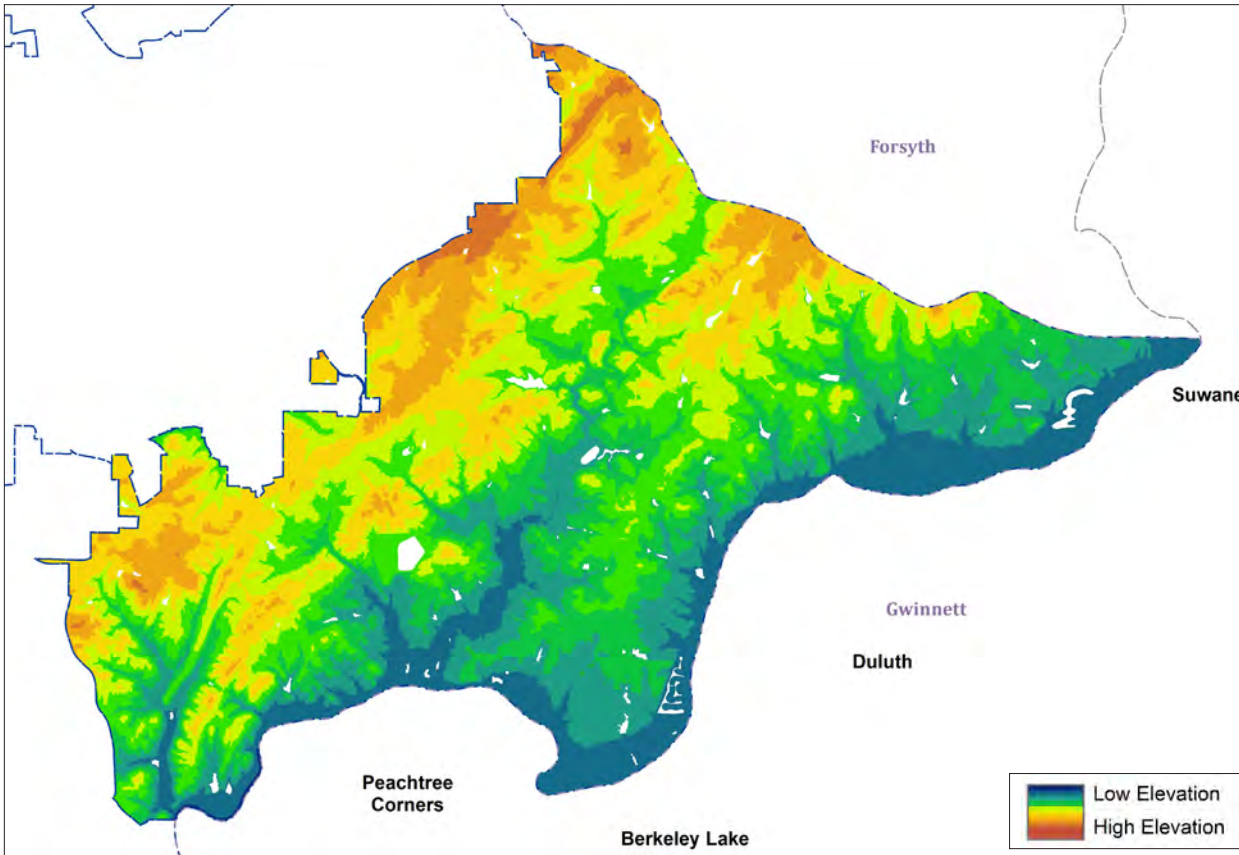 Forsyth
Suwane
Gwinnett
Duluth
Peachtree
Corners
Berkeley Lake
Low Elevation
High Elevation